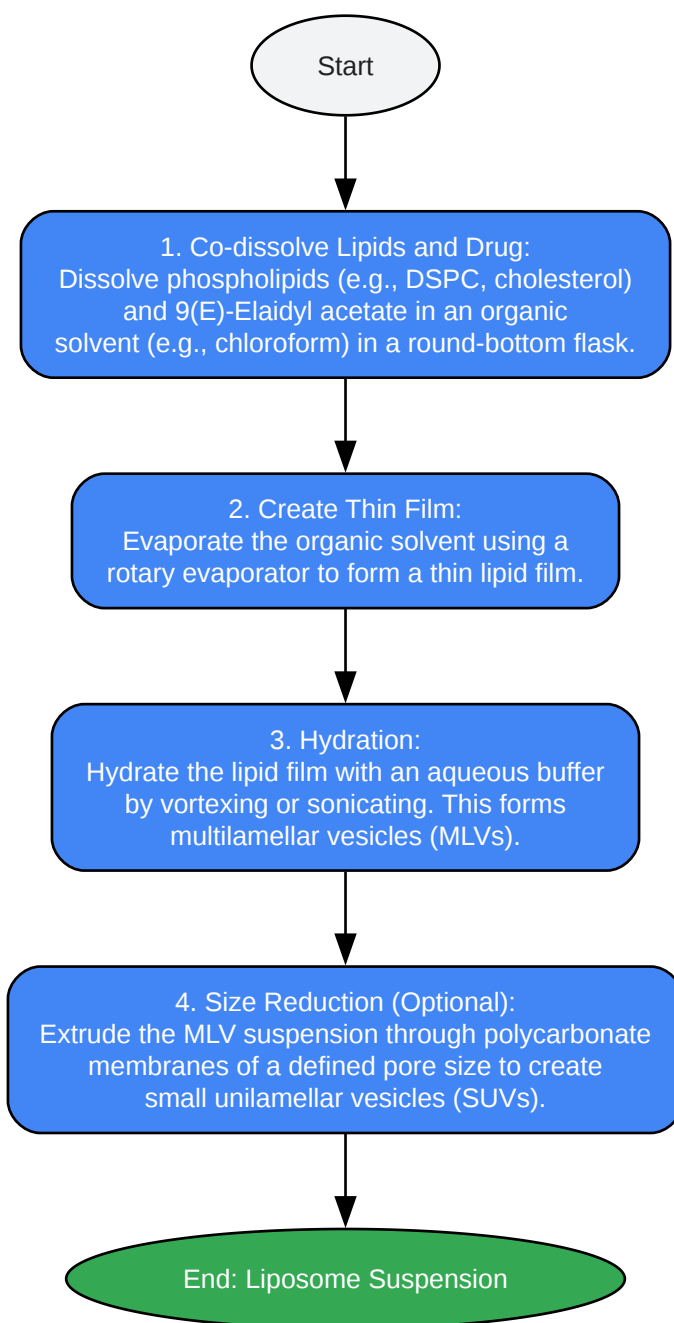 Start
1. Co-dissolve Lipids and Drug:
Dissolve phospholipids (e.g., DSPC, cholesterol)
and 9(E)-Elaidyl acetate in an organic
solvent (e.g., chloroform) in a round-bottom flask.
2. Create Thin Film:
Evaporate the organic solvent using a
rotary evaporator to form a thin lipid film.
3. Hydration:
Hydrate the lipid film with an aqueous buffer
by vortexing or sonicating. This forms
multilamellar vesicles (MLVs).
4. Size Reduction (Optional):
Extrude the MLV suspension through polycarbonate
membranes of a defined pore size to create
small unilamellar vesicles (SUVs).
End: Liposome Suspension